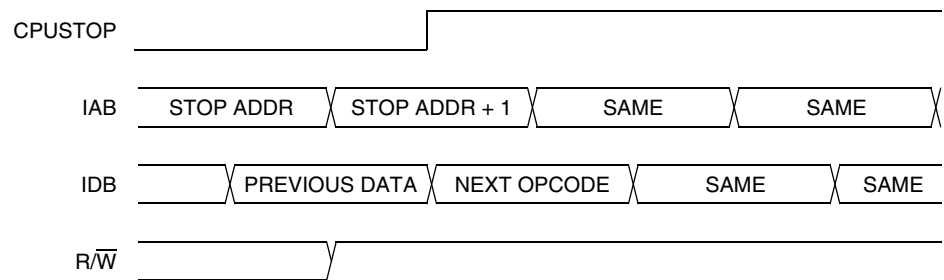 CPUSTOP
IAB STOP ADDR STOP ADDR + 1 SAME SAME
IDB PREVIOUS DATA NEXT OPCODE SAME SAME
R/W̅